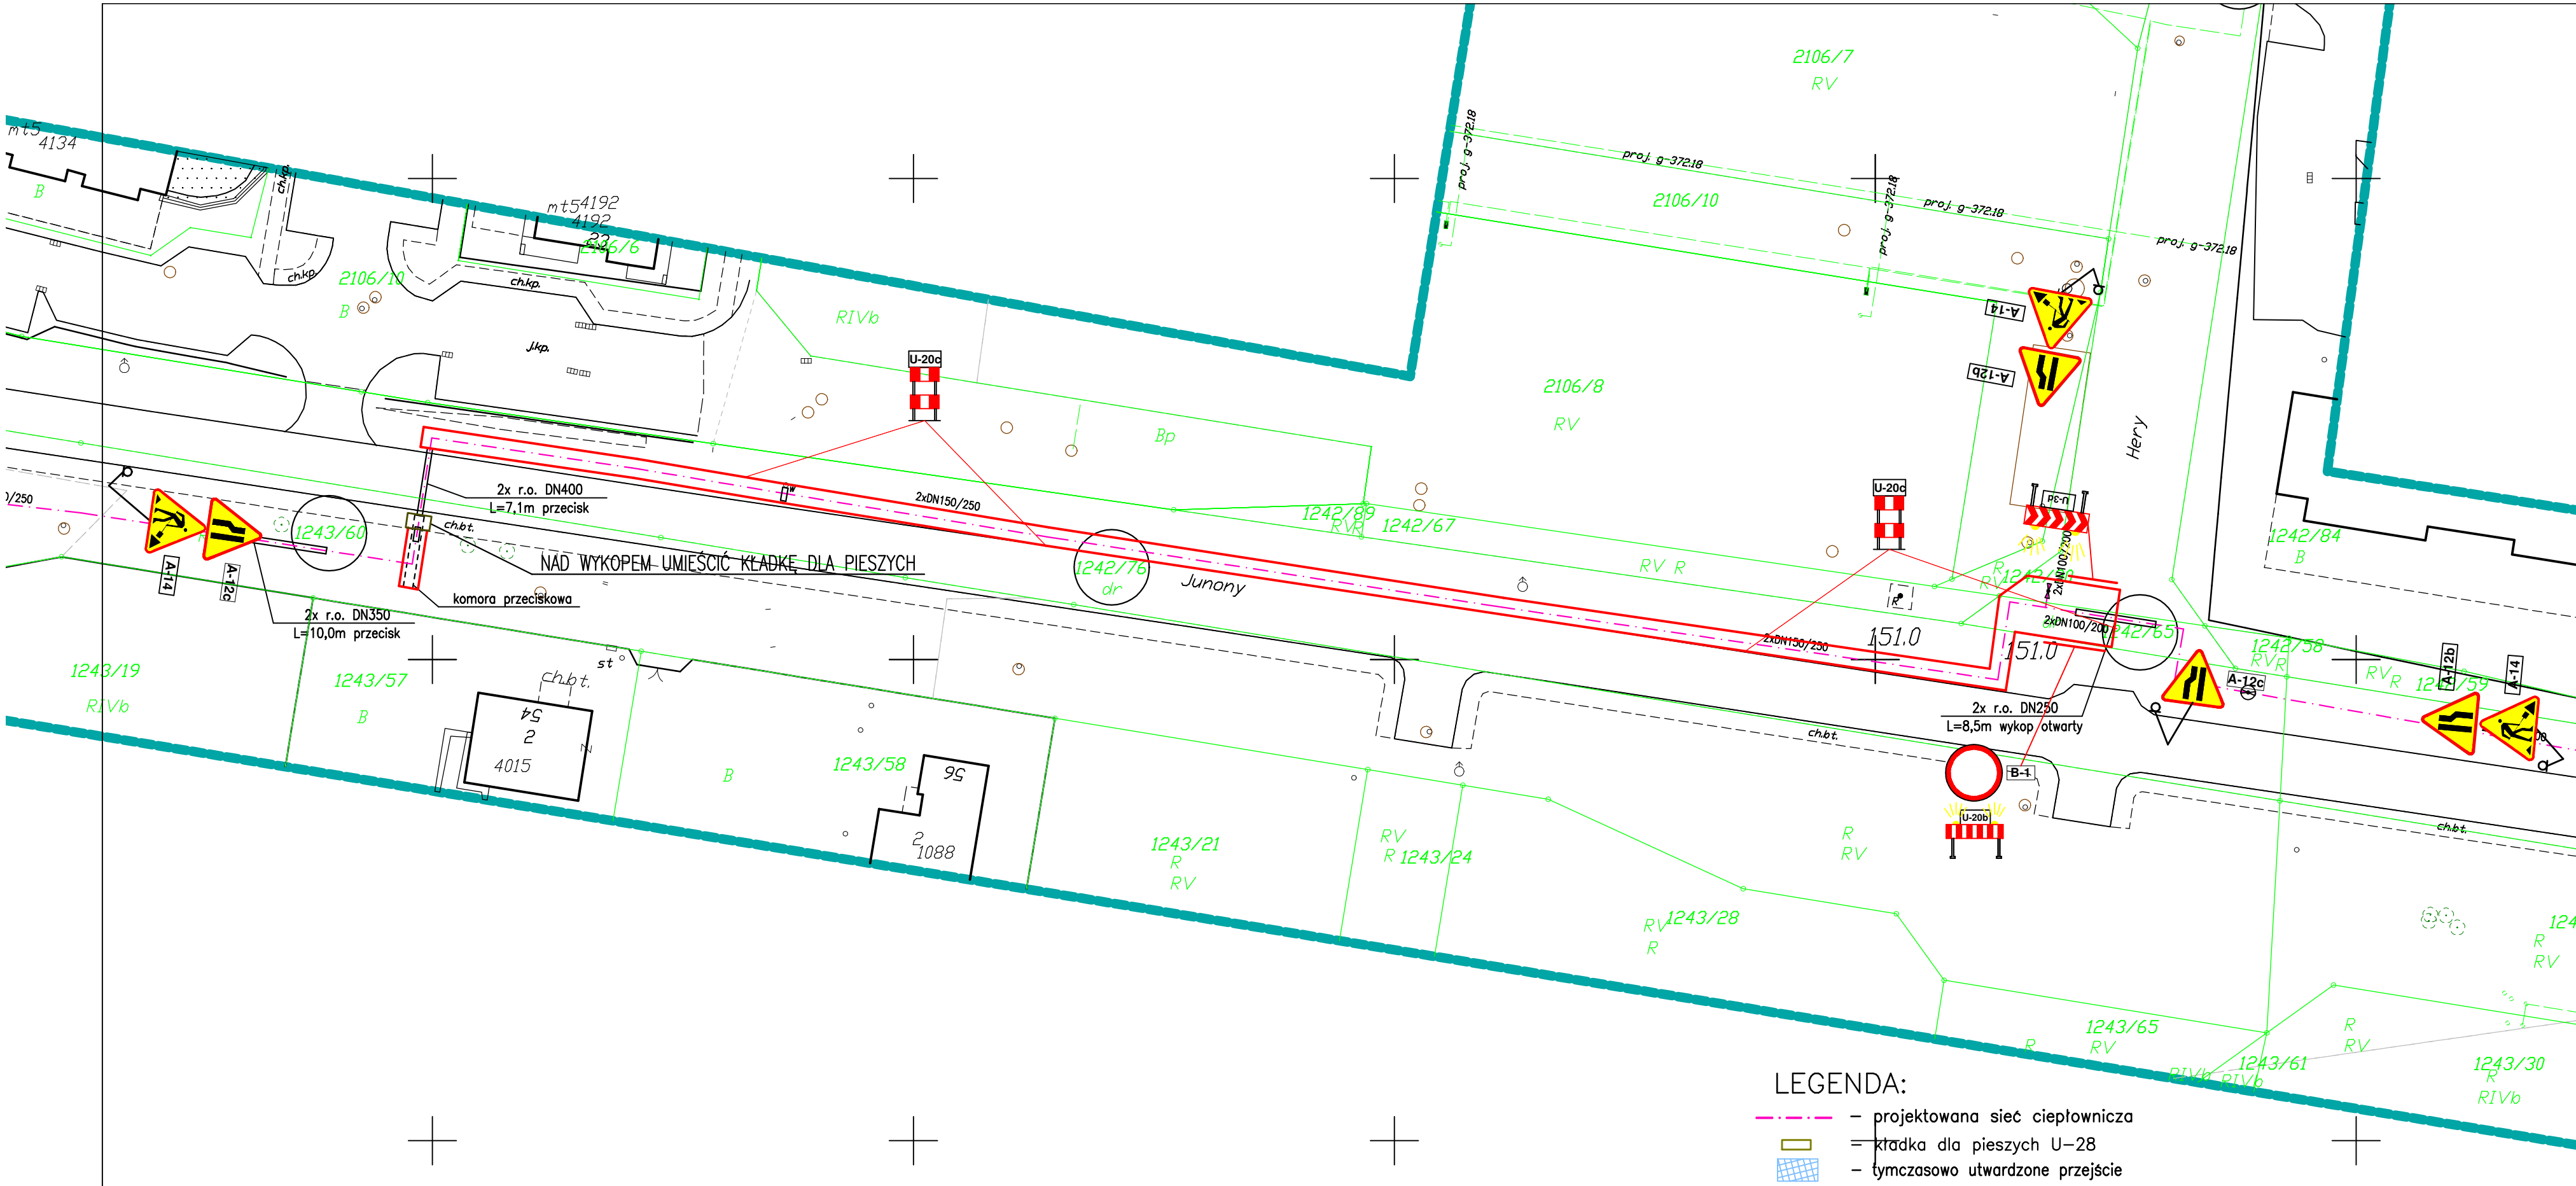 mt5
4134
B
ch.kp.
ch.kp.
2106/10
B
mt54192
4192
2106/6
ch.kp.
j.kp.
RIVb
U-20c
Bp
2106/7
RV
proj. g-372.18
proj. g-372.18
2106/10
proj. g-372.18
proj. g-372.18
proj. g-372.18
2106/8
RV
A-14
A-12b
Hery
U-3d
U-20c
1242/84
B
2x r.o. DN400
L=7,1m przecisk
2xDN150/250
ch.bt.
1243/60
NAD WYKOPEM UMIEŚCIĆ KŁADKĘ DLA PIESZYCH
komora przeciskowa
A-14
A-12c
2x r.o. DN350
L=10,0m przecisk
1242/76
dr
Junony
1242/89
1242/67
RV R
R
RV
2xDN100/200
2xDN100/200
1242/65
2xDN150/250
151.0
151.0
1242/58
RV R
A-12c
A-12b
A-14
RV R
1242/59
2x r.o. DN250
L=8,5m wykop otwarty
ch.bt.
B-1
U-20b
ch.bt.
1243/19
RIVb
1243/57
B
st
ch.bt.
54
2
4015
B
1243/58
56
2
1088
1243/21
R
RV
RV
R 1243/24
R
RV
RV 1243/28
R
R
RV
1243/65
R
RV
R
RV
1243/61
RIVb RIVb
1243/30
R
RIVb
LEGENDA:
– projektowana sieć ciepłownicza
– kładka dla pieszych U-28
– tymczasowo utwardzone przejście